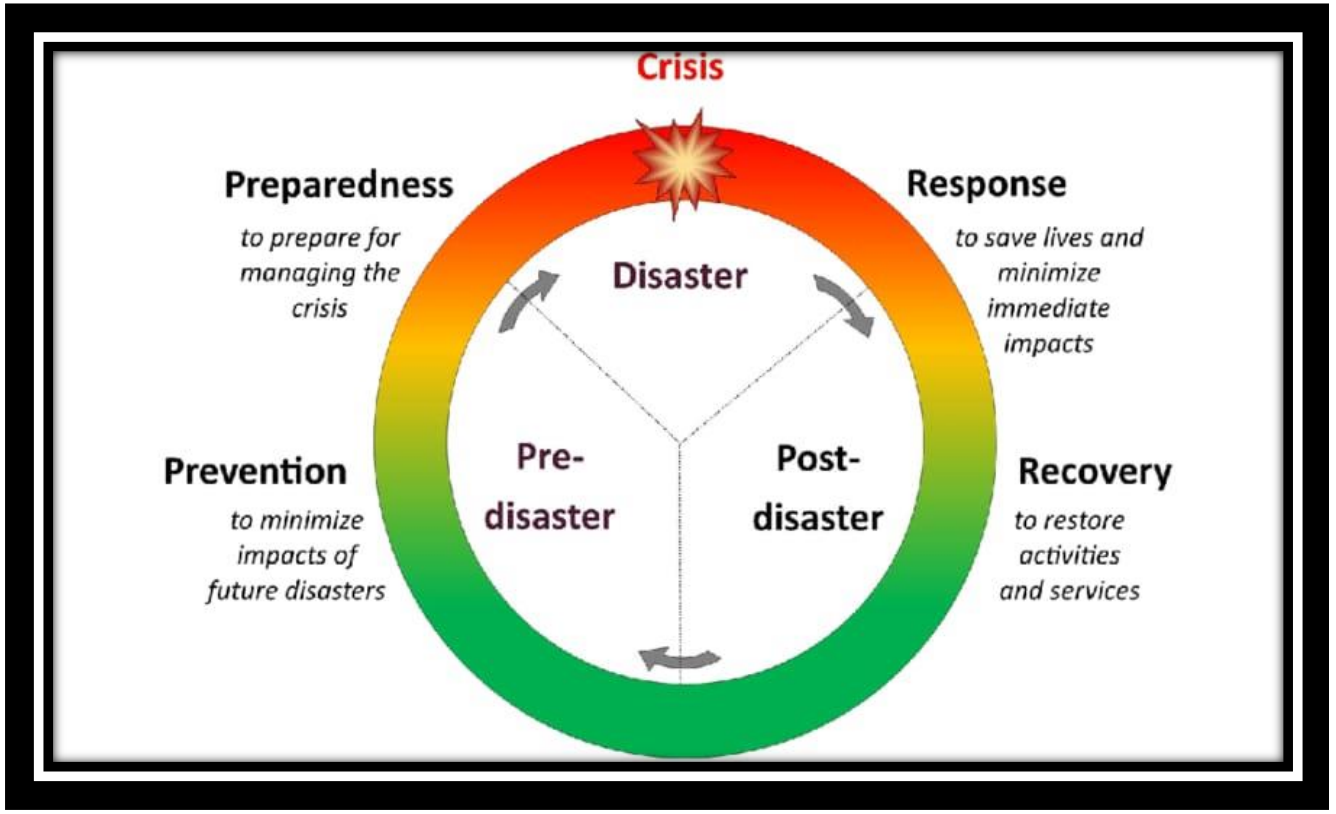 Crisis
Preparedness
to prepare for
managing the
crisis
Response
to save lives and
minimize
immediate
impacts
Disaster
Prevention
to minimize
impacts of
future disasters
Pre-
disaster
Post-
disaster
Recovery
to restore
activities
and services